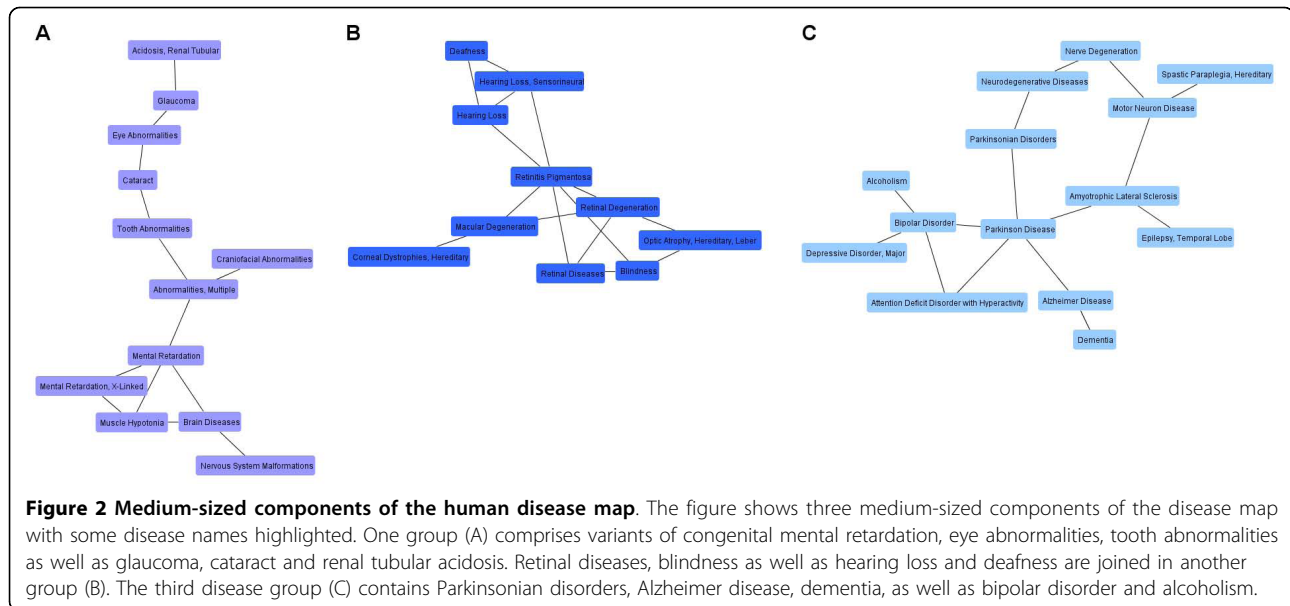 A
Acidosis, Renal Tubular
Glaucoma
Eye Abnormalities
Cataract
Tooth Abnormalities
Craniofacial Abnormalities
Abnormalities, Multiple
Mental Retardation
Mental Retardation, X-Linked
Muscle Hypotonia
Brain Diseases
Nervous System Malformations
B
Deafness
Hearing Loss, Sensorineural
Hearing Loss
Retinitis Pigmentosa
Retinal Degeneration
Macular Degeneration
Optic Atrophy, Hereditary, Leber
Corneal Dystrophies, Hereditary
Retinal Diseases
Blindness
C
Nerve Degeneration
Spastic Paraplegia, Hereditary
Neurodegenerative Diseases
Motor Neuron Disease
Parkinsonian Disorders
Alcoholism
Amyotrophic Lateral Sclerosis
Bipolar Disorder
Parkinson Disease
Epilepsy, Temporal Lobe
Depressive Disorder, Major
Attention Deficit Disorder with Hyperactivity
Alzheimer Disease
Dementia
Figure 2 Medium-sized components of the human disease map. The figure shows three medium-sized components of the disease map
with some disease names highlighted. One group (A) comprises variants of congenital mental retardation, eye abnormalities, tooth abnormalities
as well as glaucoma, cataract and renal tubular acidosis. Retinal diseases, blindness as well as hearing loss and deafness are joined in another
group (B). The third disease group (C) contains Parkinsonian disorders, Alzheimer disease, dementia, as well as bipolar disorder and alcoholism.